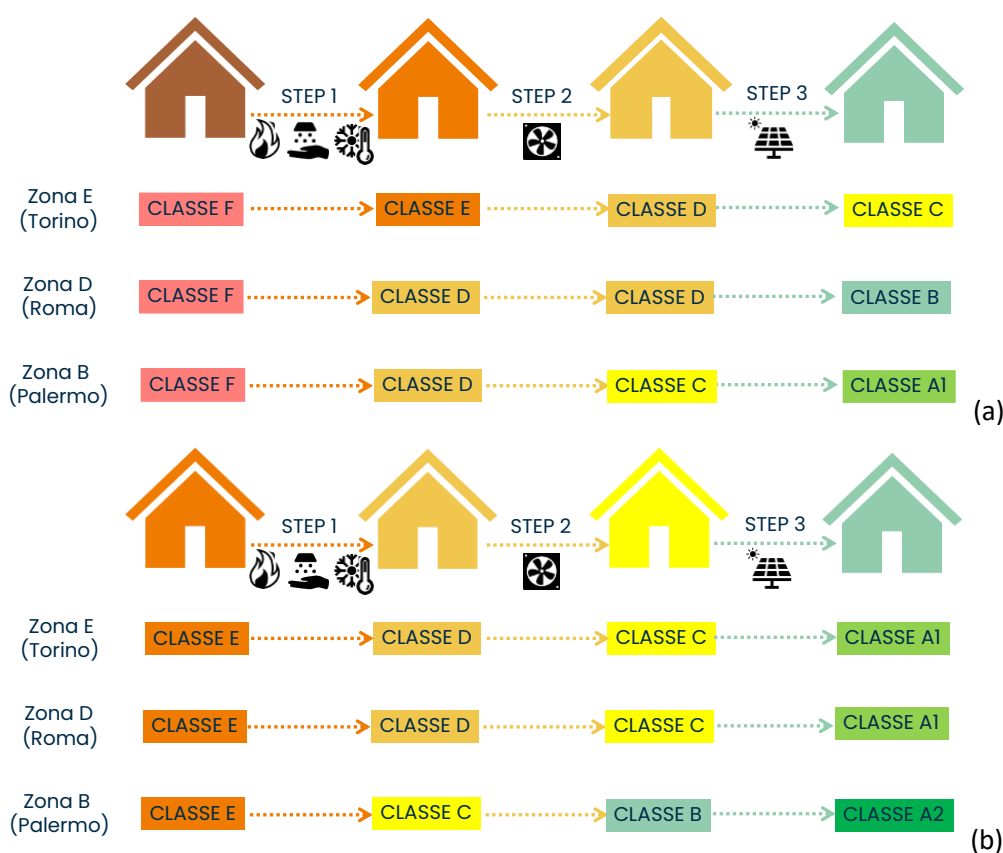 STEP 1
STEP 2
STEP 3
Zona E
(Torino)
CLASSE F
CLASSE E
CLASSE D
CLASSE C
Zona D
(Roma)
CLASSE F
CLASSE D
CLASSE D
CLASSE B
Zona B
(Palermo)
CLASSE F
CLASSE D
CLASSE C
CLASSE A1
(a)
STEP 1
STEP 2
STEP 3
Zona E
(Torino)
CLASSE E
CLASSE D
CLASSE C
CLASSE A1
Zona D
(Roma)
CLASSE E
CLASSE D
CLASSE C
CLASSE A1
Zona B
(Palermo)
CLASSE E
CLASSE C
CLASSE B
CLASSE A2
(b)